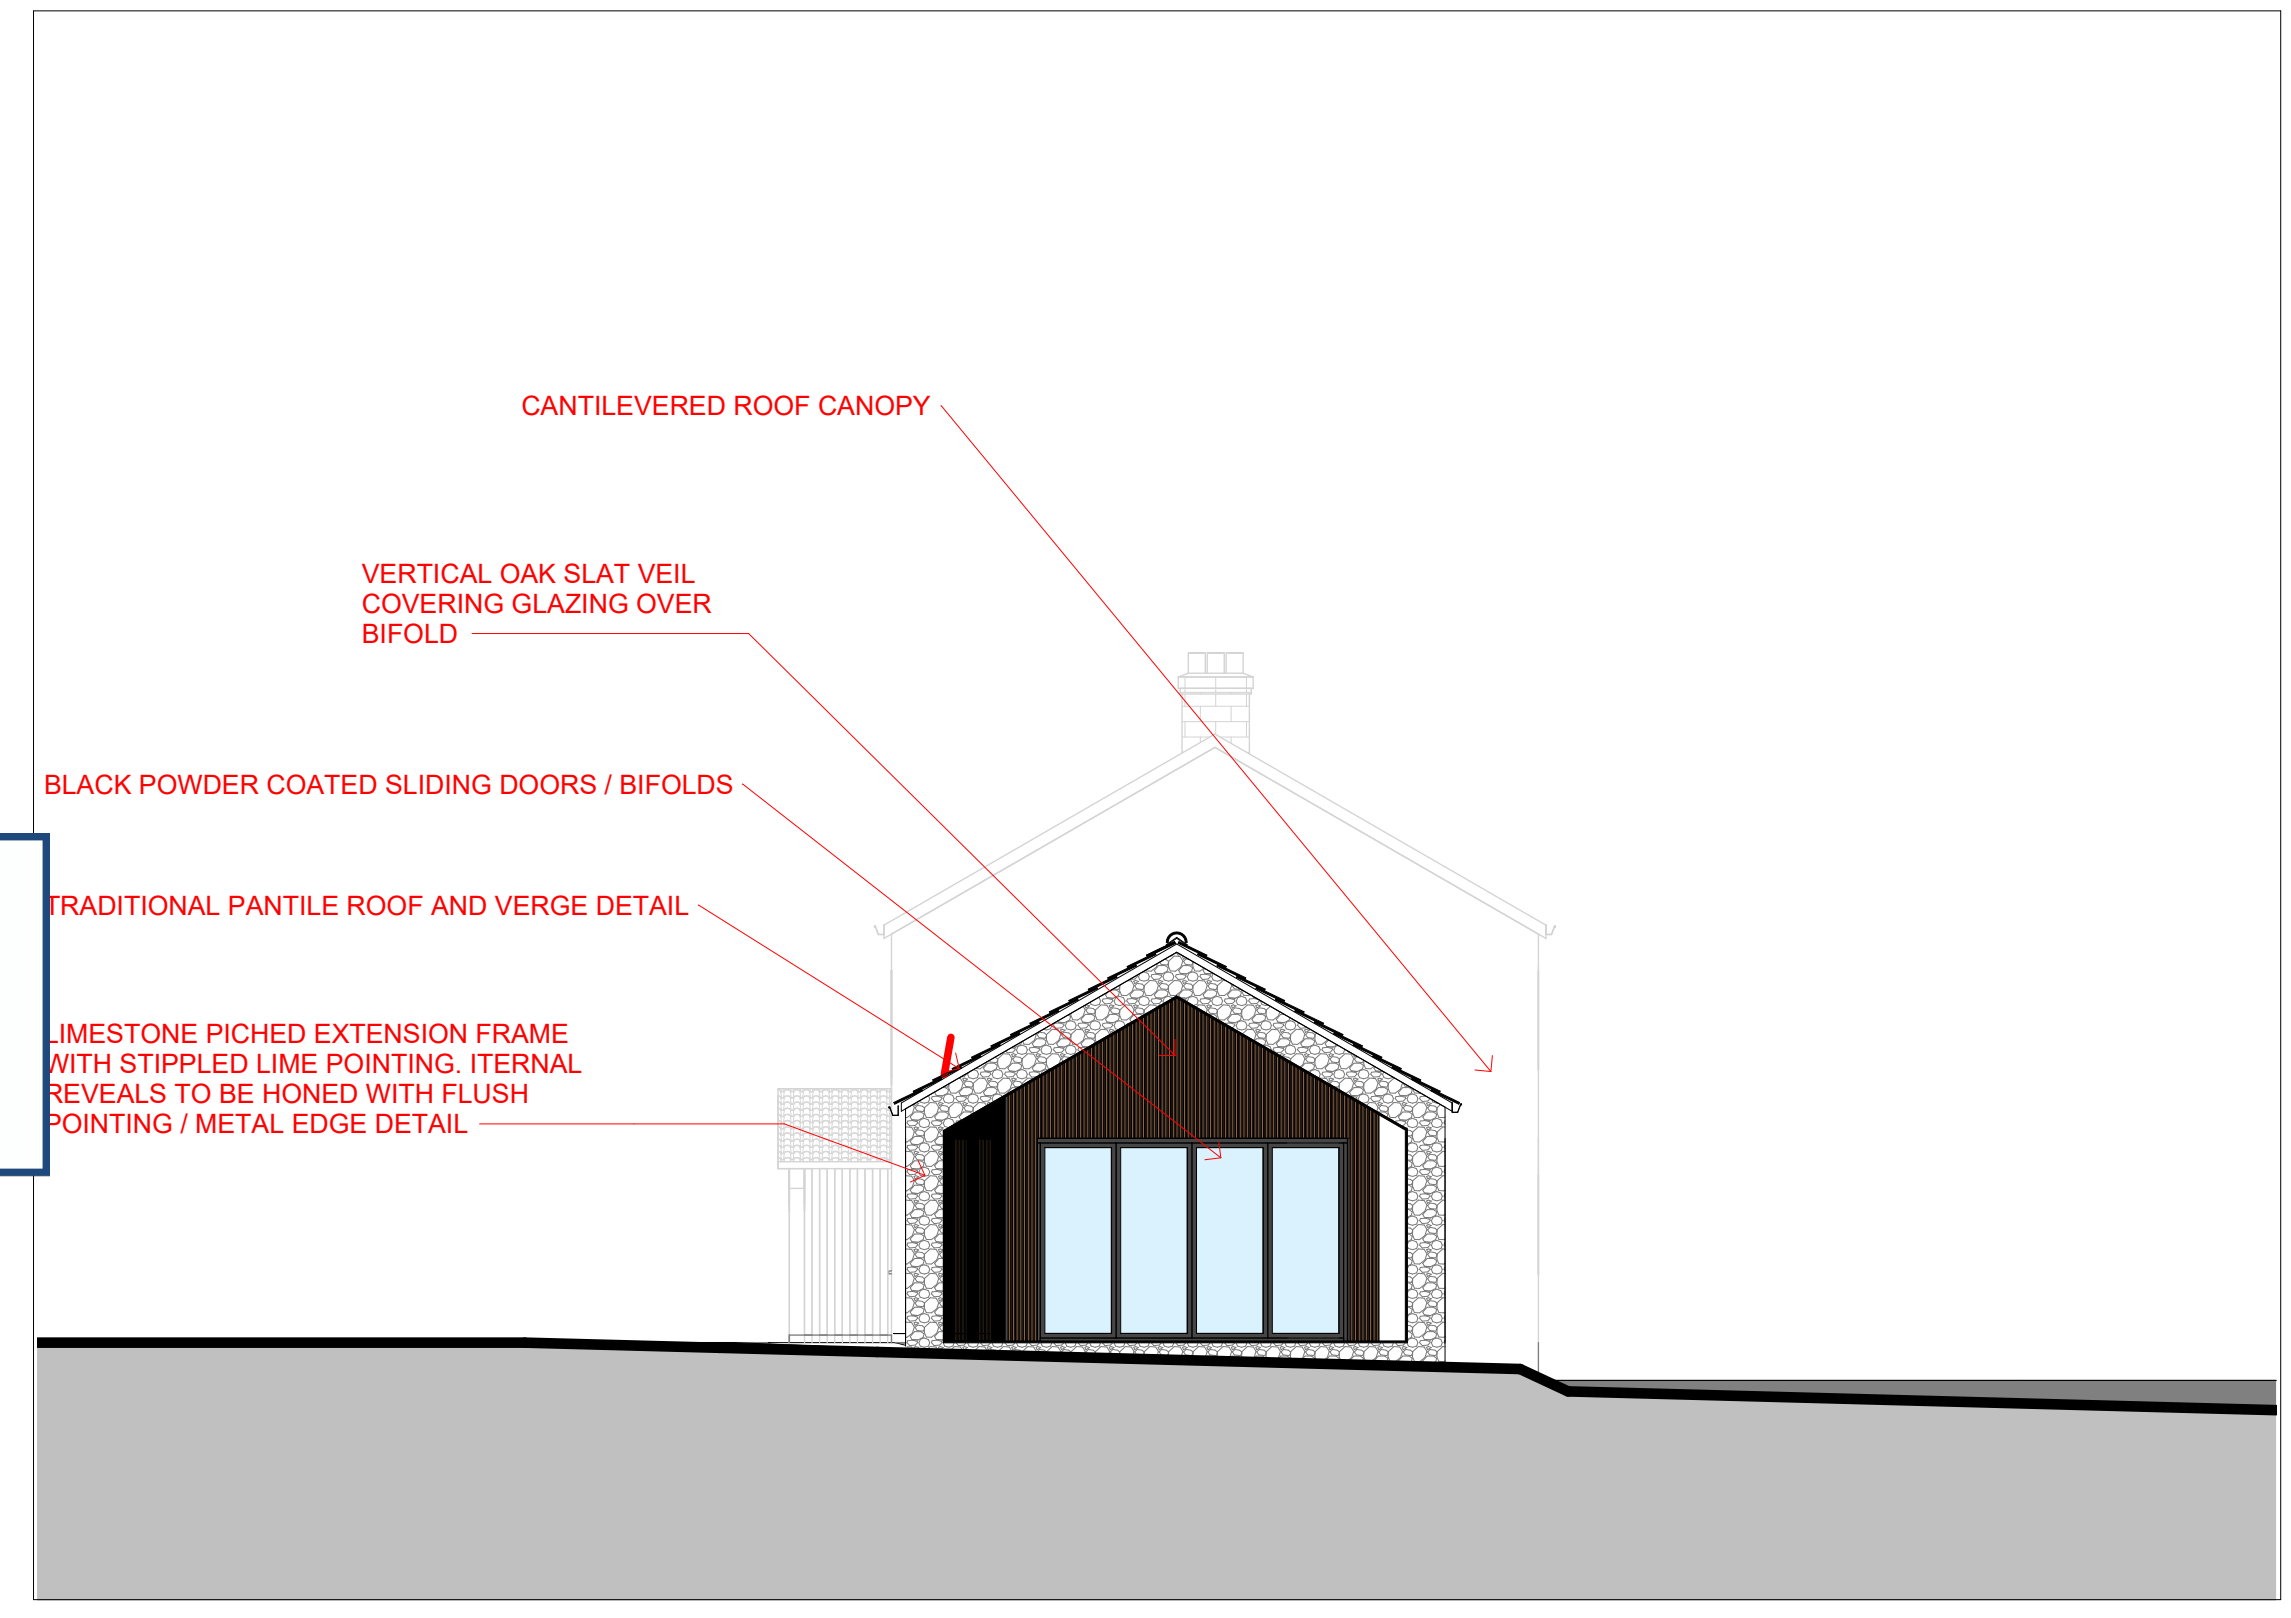 CANTILEVERED ROOF CANOPY
VERTICAL OAK SLAT VEIL
COVERING GLAZING OVER
BIFOLD
BLACK POWDER COATED SLIDING DOORS / BIFOLDS
TRADITIONAL PANTILE ROOF AND VERGE DETAIL
LIMESTONE PICHED EXTENSION FRAME
WITH STIPPLED LIME POINTING. ITERNAL
REVEALS TO BE HONED WITH FLUSH
POINTING / METAL EDGE DETAIL